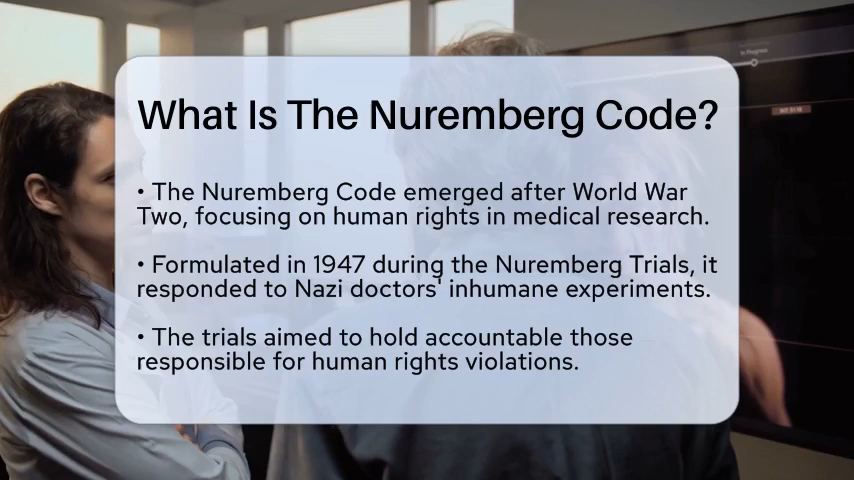 In Progress
What Is The Nuremberg Code?
• The Nuremberg Code emerged after World War
Two, focusing on human rights in medical research.
• Formulated in 1947 during the Nuremberg Trials, it
responded to Nazi doctors' inhumane experiments.
• The trials aimed to hold accountable those
responsible for human rights violations.